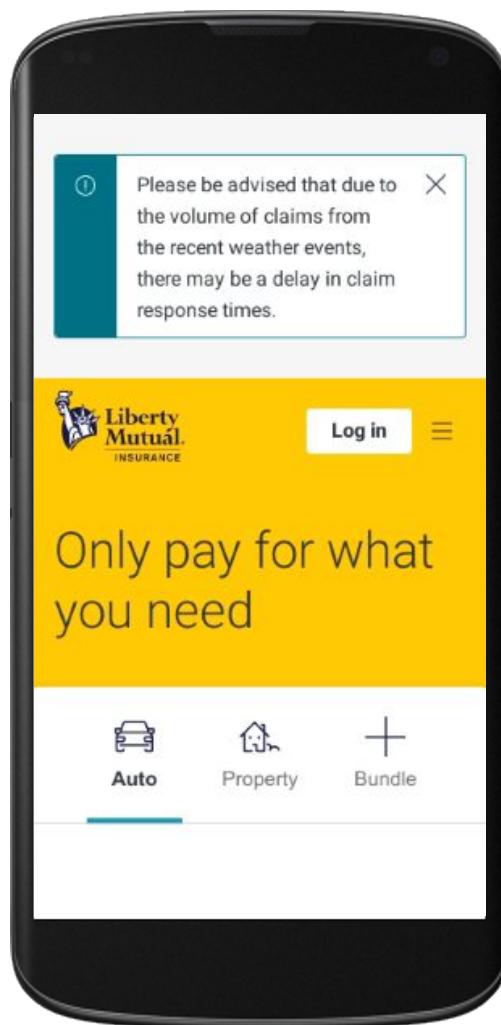 Please be advised that due to
the volume of claims from
the recent weather events,
there may be a delay in claim
response times.
Liberty
Mutual.
INSURANCE
Log in
Only pay for what
you need
Auto
Property
Bundle